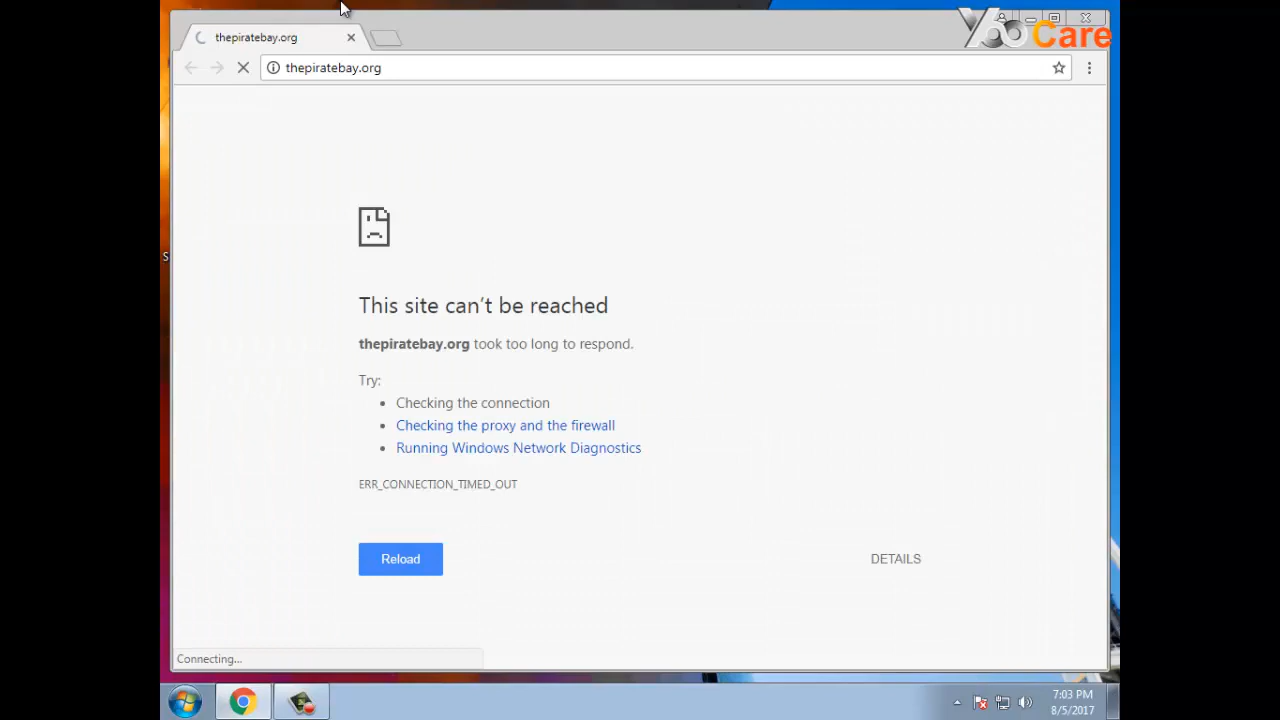 Yoo Care
thepiratebay.org
thepiratebay.org
This site can't be reached
thepiratebay.org took too long to respond.
Try:
Checking the connection
Checking the proxy and the firewall
Running Windows Network Diagnostics
ERR_CONNECTION_TIMED_OUT
Reload
DETAILS
Connecting...
S
7:03 PM
8/5/2017